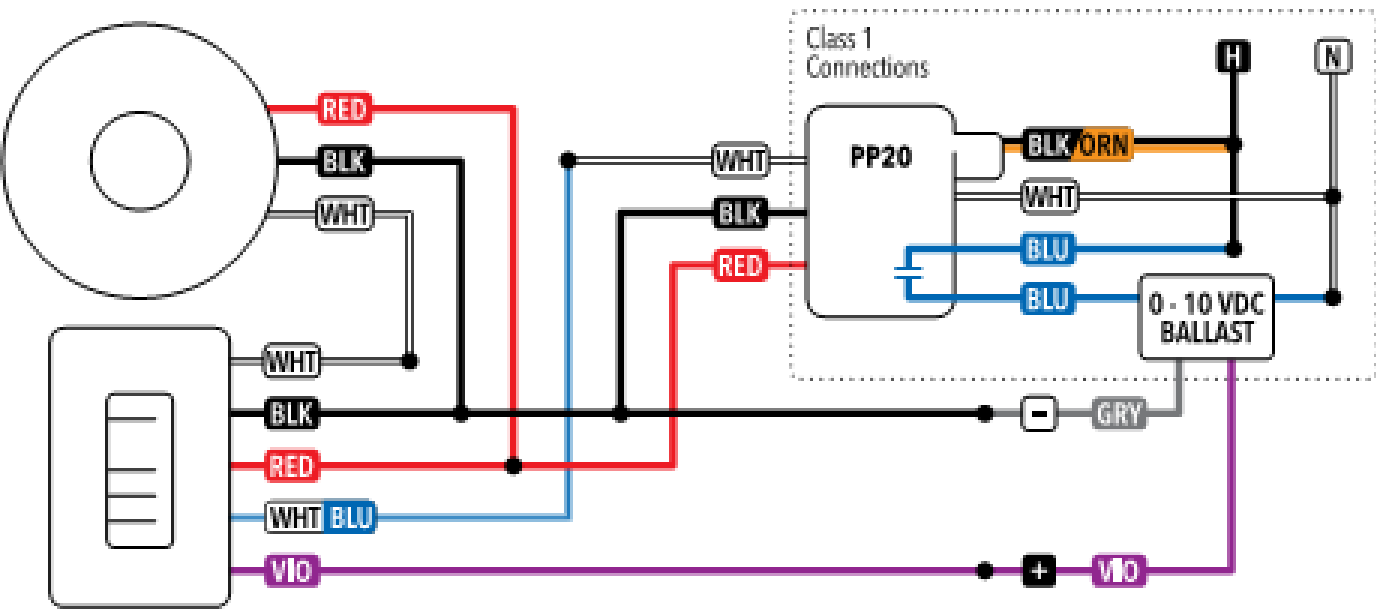 Class 1
Connections
H
N
RED
BLK
WHT
WHT
BLK
RED
PP20
BLK/ORN
WHT
BLU
BLU
0 - 10 VDC
BALLAST
WHT
BLK
RED
WHT BLU
VIO
-
GRY
+
VIO